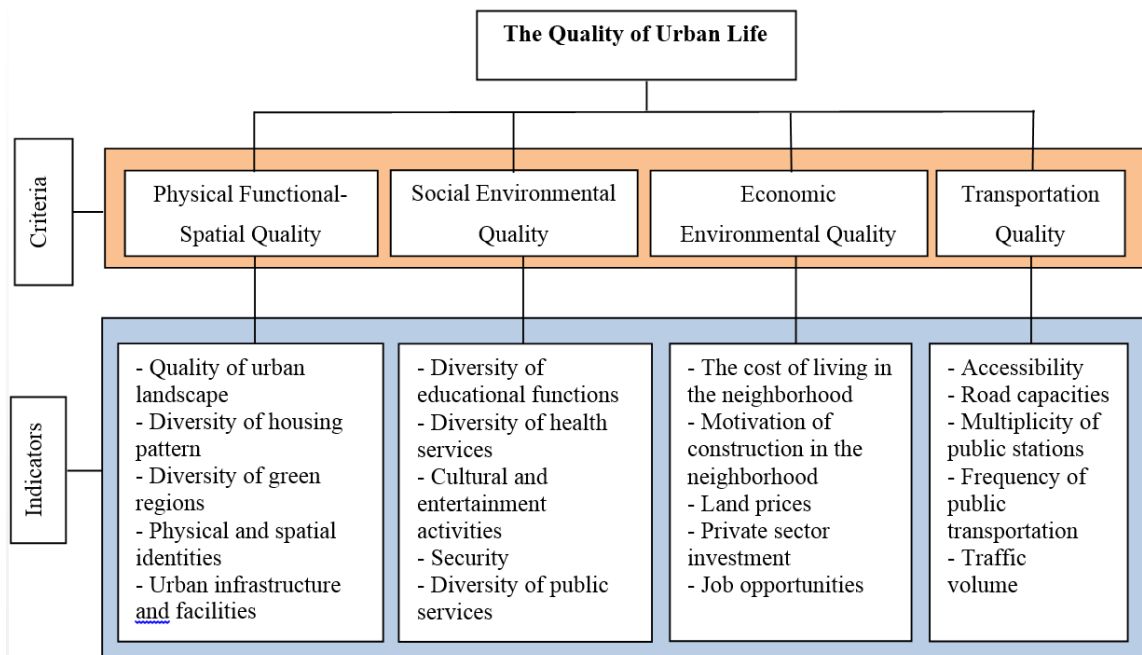 The Quality of Urban Life
Criteria
Physical Functional-
Spatial Quality
Social Environmental
Quality
Economic
Environmental Quality
Transportation
Quality
Indicators
- Quality of urban
landscape
- Diversity of housing
pattern
- Diversity of green
regions
- Physical and spatial
identities
- Urban infrastructure
and facilities
- Diversity of
educational functions
- Diversity of health
services
- Cultural and
entertainment
activities
- Security
- Diversity of public
services
- The cost of living in
the neighborhood
- Motivation of
construction in the
neighborhood
- Land prices
- Private sector
investment
- Job opportunities
- Accessibility
- Road capacities
- Multiplicity of
public stations
- Frequency of
public
transportation
- Traffic
volume